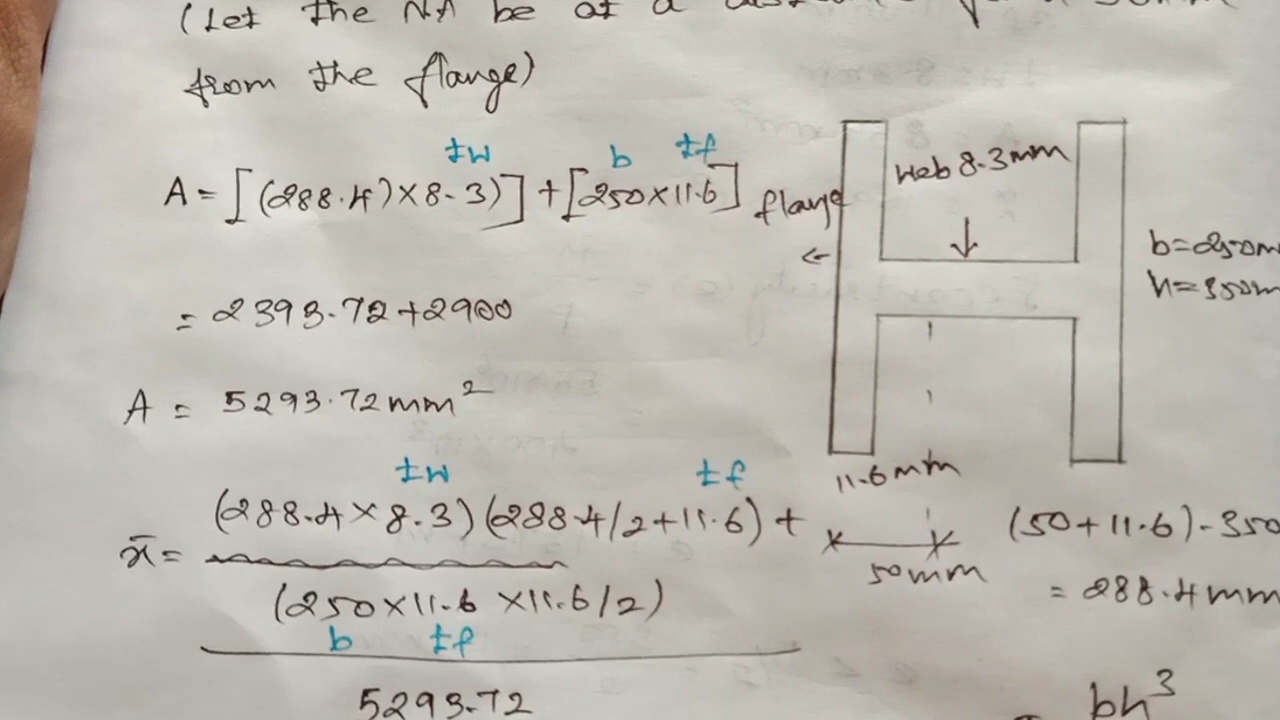 (Let the NA be at a
from the flange)
tw b tf
A = [(288.4)×8.3)] + [250×11.6]
flange
←
web 8.3mm
↓
b=250m
h=350m
= 2393.72+2900
A = 5293.72mm²
11.6mm
tw tf
(288.4×8.3)(288.4/2+11.6)+
x̄=
(250×11.6×11.6/2)
b tf
5293.72
50mm
(50+11.6)-350
= 288.4mm
bh³